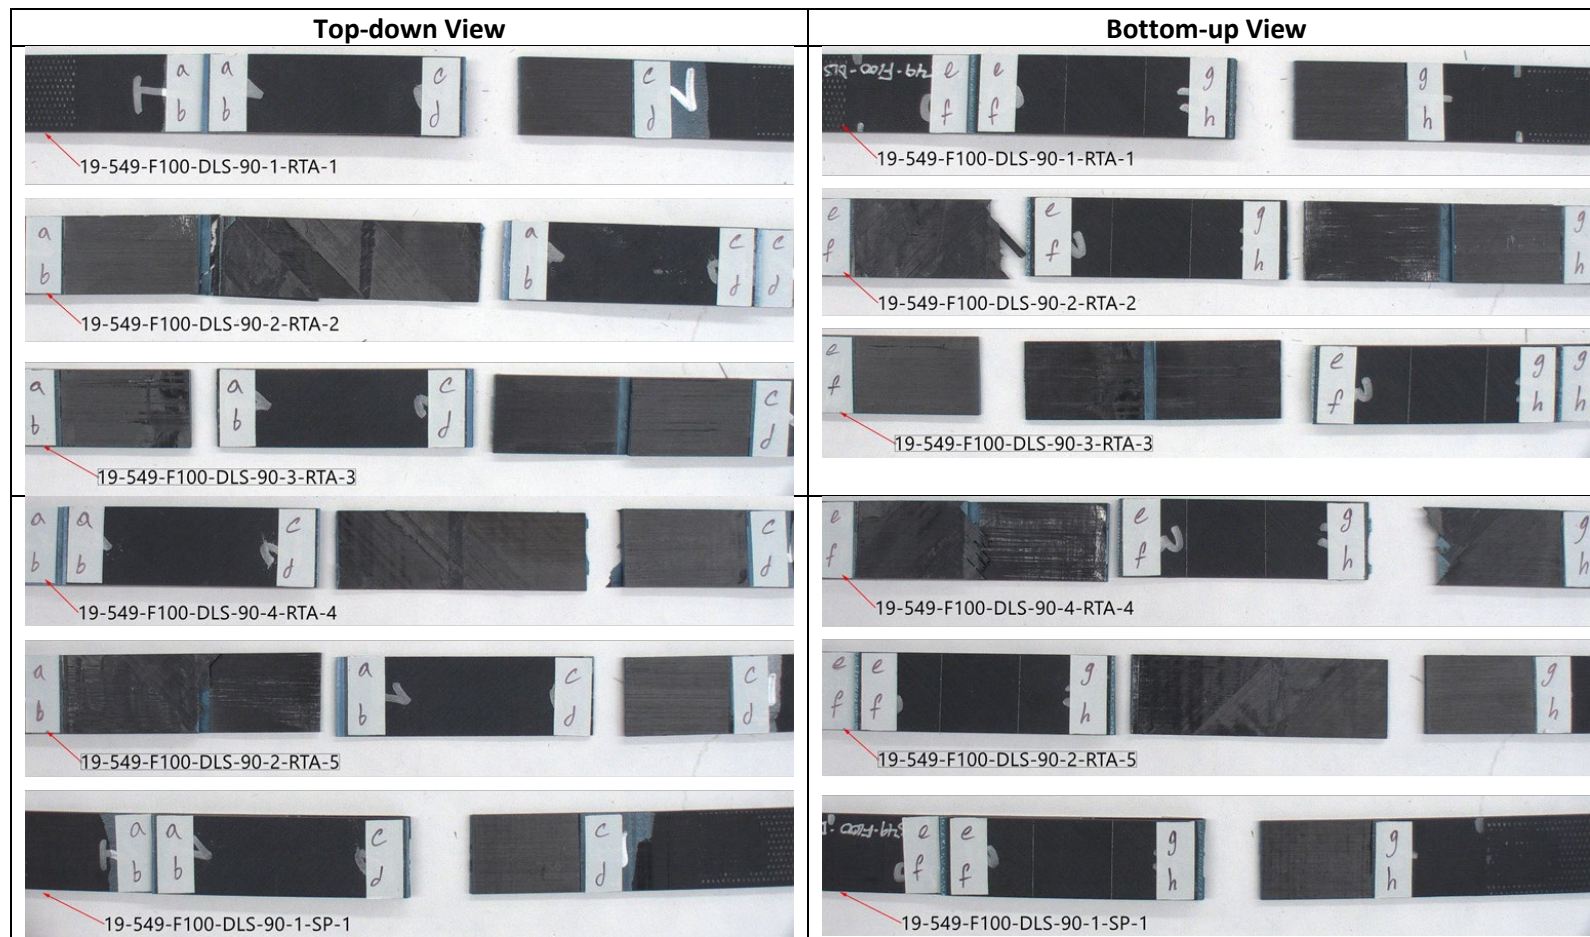 Top-down View
Bottom-up View
a a c c
b b d d
19-549-F100-DLS-90-1-RTA-1
e e g g
f f h h
19-549-F100-DLS-90-1-RTA-1
a a c c
b b d d
19-549-F100-DLS-90-2-RTA-2
e e g g
f f h h
19-549-F100-DLS-90-2-RTA-2
a a c c
b b d d
19-549-F100-DLS-90-3-RTA-3
e e g g
f f h h
19-549-F100-DLS-90-3-RTA-3
a a c c
b b d d
19-549-F100-DLS-90-4-RTA-4
e e g g
f f h h
19-549-F100-DLS-90-4-RTA-4
a a c c
b b d d
19-549-F100-DLS-90-2-RTA-5
e e g g
f f h h
19-549-F100-DLS-90-2-RTA-5
a a c c
b b d d
19-549-F100-DLS-90-1-SP-1
e e g g
f f h h
19-549-F100-DLS-90-1-SP-1